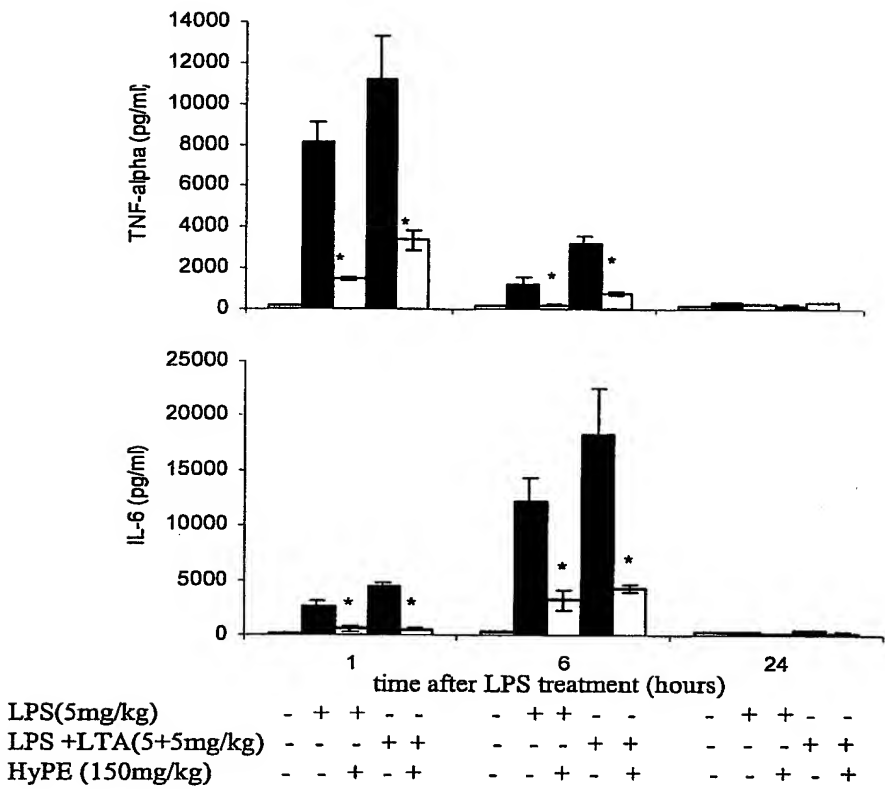 14000
12000
10000
8000
6000
4000
2000
0
TNF-alpha (pg/ml;
* * * *
25000
20000
15000
10000
5000
0
IL-6 (pg/ml)
* * * *
1 6 24
time after LPS treatment (hours)
LPS(5mg/kg) - + + - - - + + - - - + + - -
LPS +LTA(5+5mg/kg) - - - + + - - - + + - - - + +
HyPE (150mg/kg) - - + - + - - + - + - - + - +